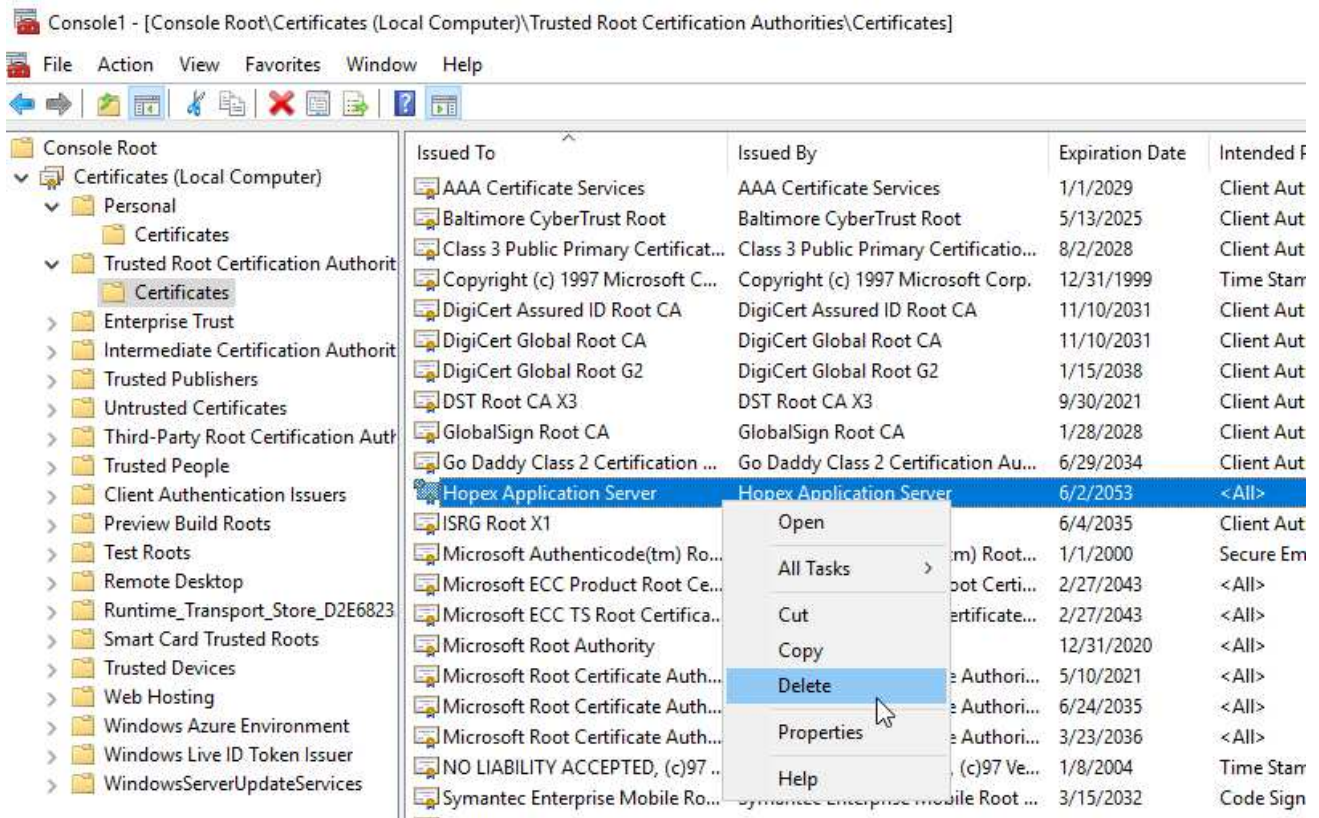 Console1 - [Console Root\Certificates (Local Computer)\Trusted Root Certification Authorities\Certificates]
File Action View Favorites Window Help
Console Root
Certificates (Local Computer)
Personal
Certificates
Trusted Root Certification Authorit
Certificates
Enterprise Trust
Intermediate Certification Authorit
Trusted Publishers
Untrusted Certificates
Third-Party Root Certification Auth
Trusted People
Client Authentication Issuers
Preview Build Roots
Test Roots
Remote Desktop
Runtime_Transport_Store_D2E6823
Smart Card Trusted Roots
Trusted Devices
Web Hosting
Windows Azure Environment
Windows Live ID Token Issuer
WindowsServerUpdateServices
Issued To Issued By Expiration Date Intended P
AAA Certificate Services AAA Certificate Services 1/1/2029 Client Aut
Baltimore CyberTrust Root Baltimore CyberTrust Root 5/13/2025 Client Aut
Class 3 Public Primary Certificat... Class 3 Public Primary Certificatio... 8/2/2028 Client Aut
Copyright (c) 1997 Microsoft C... Copyright (c) 1997 Microsoft Corp. 12/31/1999 Time Stam
DigiCert Assured ID Root CA DigiCert Assured ID Root CA 11/10/2031 Client Aut
DigiCert Global Root CA DigiCert Global Root CA 11/10/2031 Client Aut
DigiCert Global Root G2 DigiCert Global Root G2 1/15/2038 Client Aut
DST Root CA X3 DST Root CA X3 9/30/2021 Client Aut
GlobalSign Root CA GlobalSign Root CA 1/28/2028 Client Aut
Go Daddy Class 2 Certification ... Go Daddy Class 2 Certification Au... 6/29/2034 Client Aut
Hopex Application Server Hopex Application Server 6/2/2053 <All>
ISRG Root X1 6/4/2035 Client Aut
Microsoft Authenticode(tm) Ro... m) Root... 1/1/2000 Secure Em
Microsoft ECC Product Root Ce... oot Certi... 2/27/2043 <All>
Microsoft ECC TS Root Certifica... ertificate... 2/27/2043 <All>
Microsoft Root Authority 12/31/2020 <All>
Microsoft Root Certificate Auth... e Authori... 5/10/2021 <All>
Microsoft Root Certificate Auth... e Authori... 6/24/2035 <All>
Microsoft Root Certificate Auth... e Authori... 3/23/2036 <All>
NO LIABILITY ACCEPTED, (c)97 ... , (c)97 Ve... 1/8/2004 Time Stam
Symantec Enterprise Mobile Ro... Symantec Enterprise Mobile Root ... 3/15/2032 Code Sign
Open
All Tasks
Cut
Copy
Delete
Properties
Help